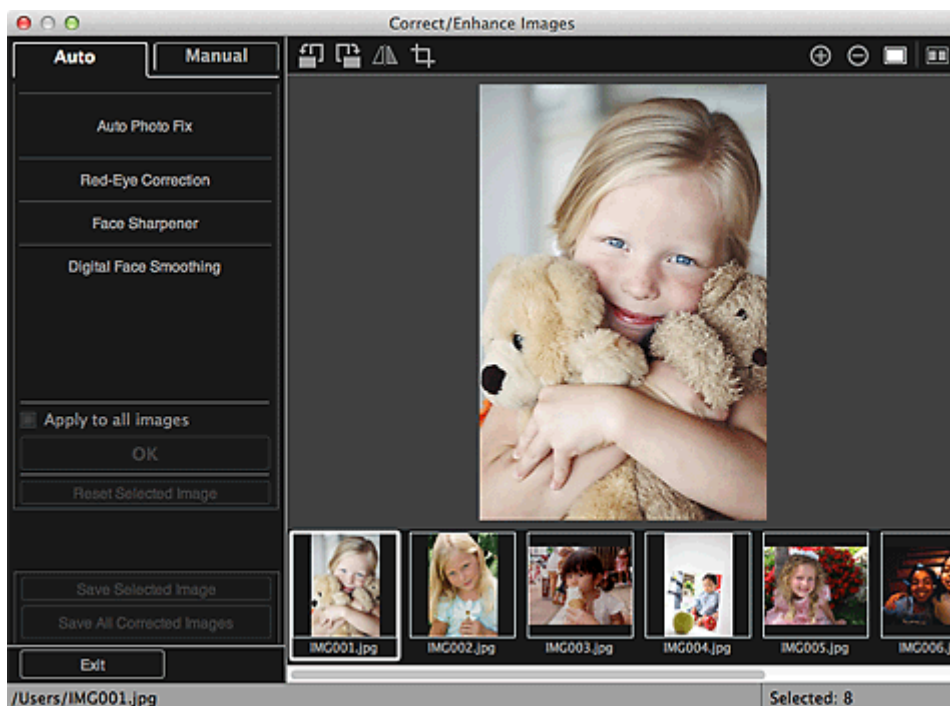 Correct/Enhance Images
Auto
Manual
Auto Photo Fix
Red-Eye Correction
Face Sharpener
Digital Face Smoothing
Apply to all images
OK
Reset Selected Image
Save Selected Image
Save All Corrected Images
Exit
IMG001.jpg
IMG002.jpg
IMG003.jpg
IMG004.jpg
IMG005.jpg
IMG006.j
/Users/IMG001.jpg
Selected: 8